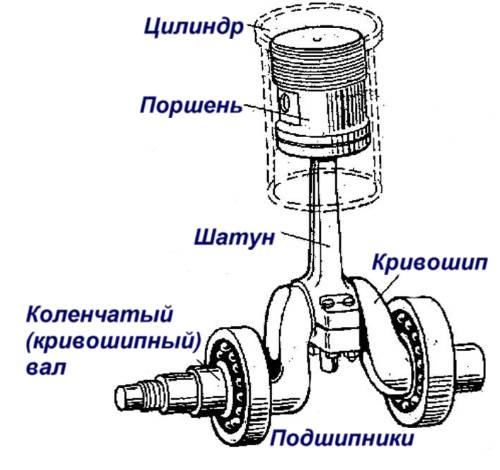 Цилиндр
Поршень
Шатун
Кривошип
Коленчатый
(кривошипный)
вал
Подшипники